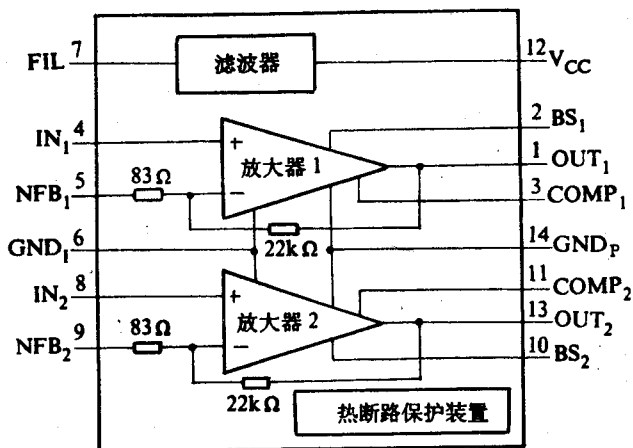 FIL 7
滤波器
12 VCC
IN1 4
+
放大器 1
−
2 BS1
1 OUT1
NFB1 5
83Ω
3 COMP1
22kΩ
GND1 6
14 GNDP
IN2 8
+
放大器 2
−
11 COMP2
13 OUT2
NFB2 9
83Ω
10 BS2
22kΩ
热断路保护装置